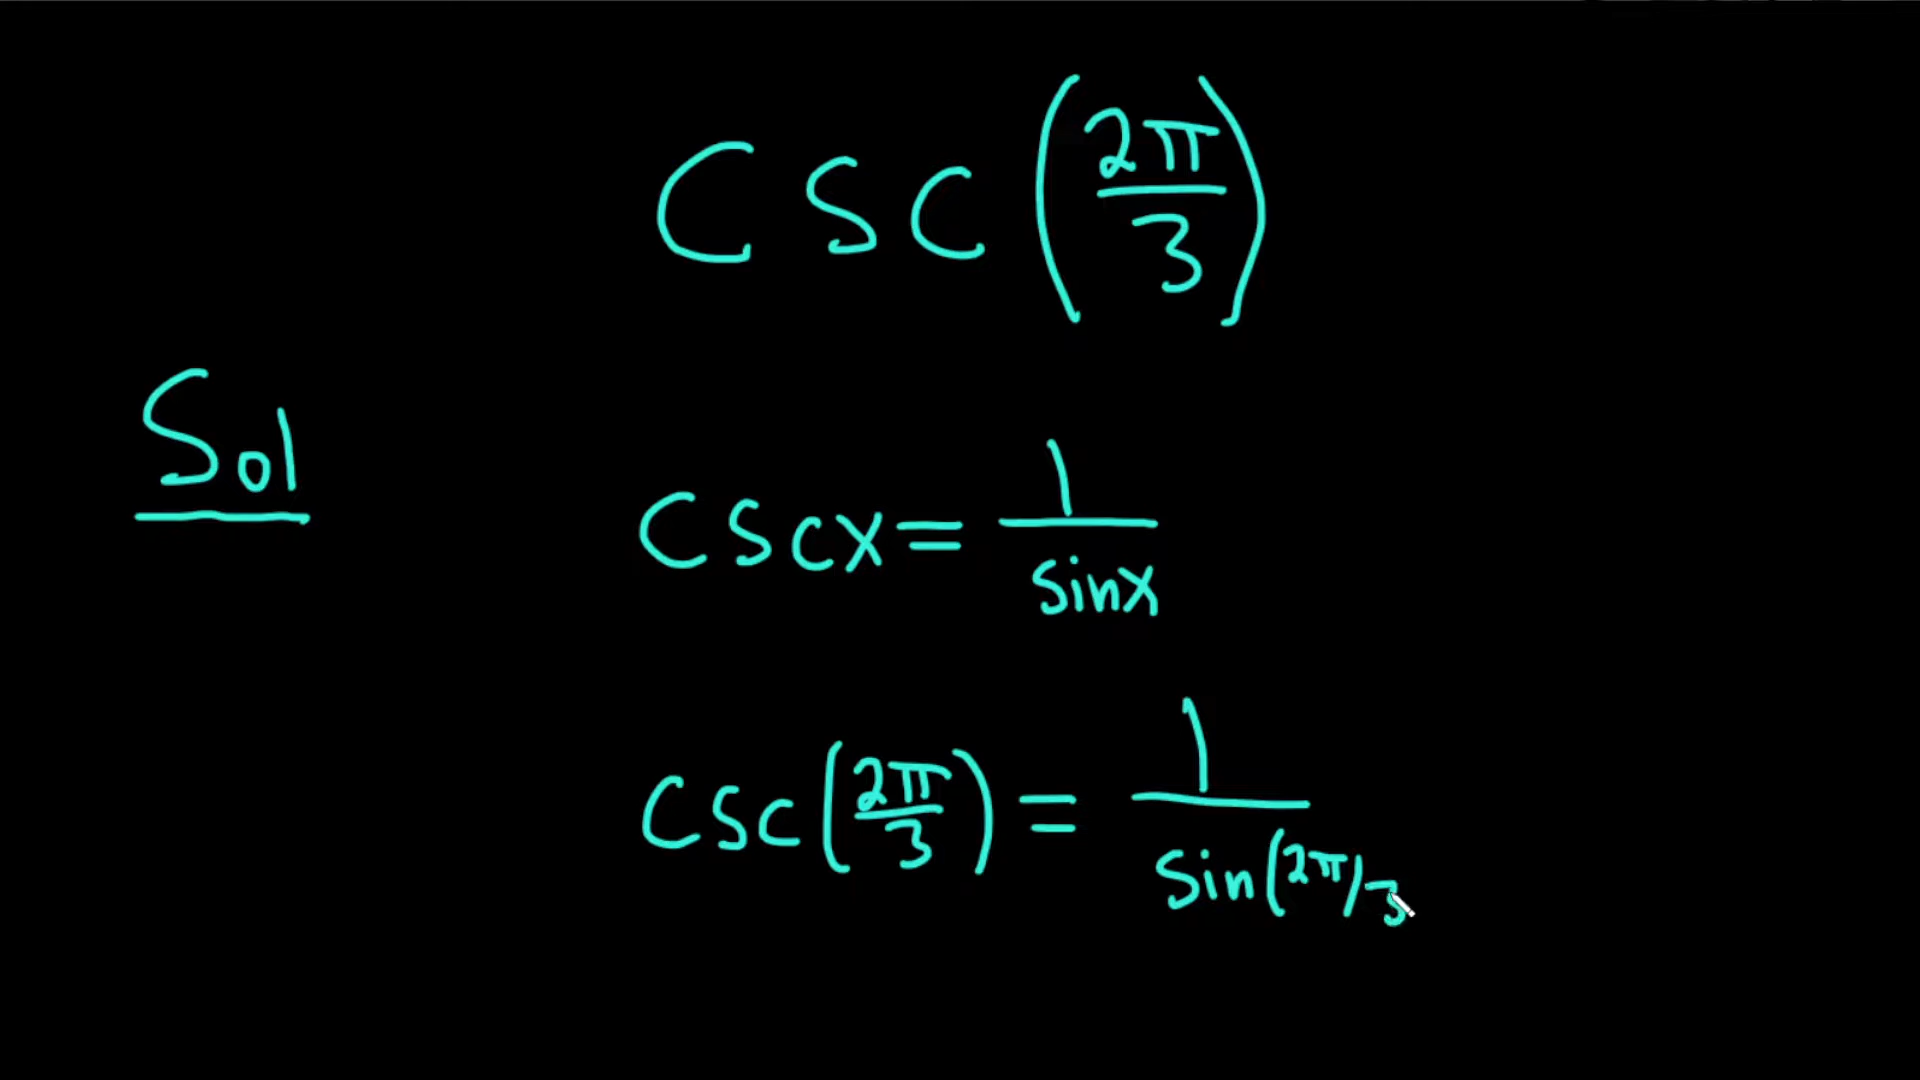 csc(2π/3)
Sol
cscx = 1/sinx
csc(2π/3) = 1/sin(2π/3